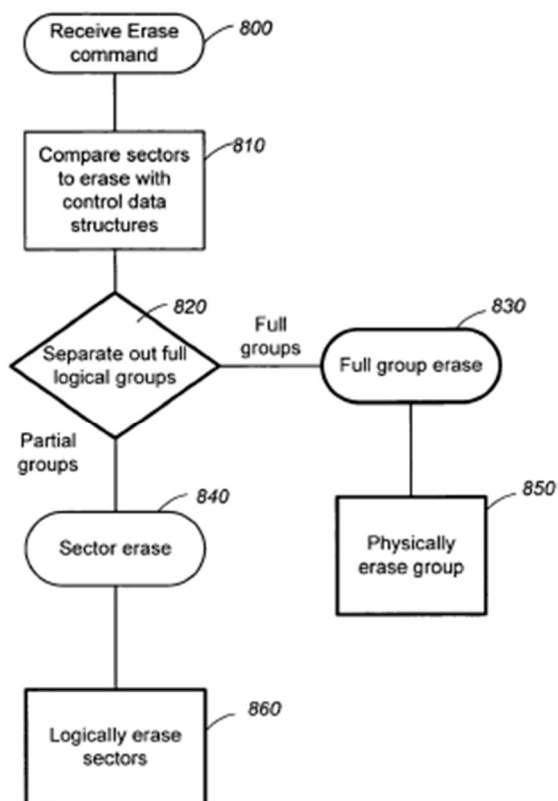 Receive Erase
command
800
Compare sectors
to erase with
control data
structures
810
820
Separate out full
logical groups
Full
groups
830
Full group erase
Partial
groups
840
Sector erase
850
Physically
erase group
860
Logically erase
sectors